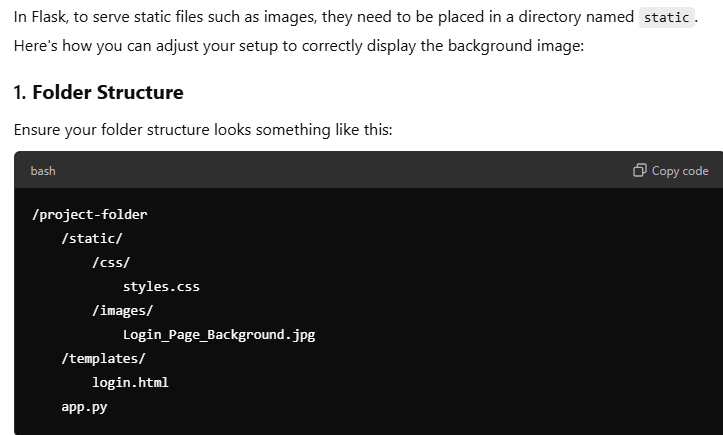 In Flask, to serve static files such as images, they need to be placed in a directory named static.
Here's how you can adjust your setup to correctly display the background image:
1. Folder Structure
Ensure your folder structure looks something like this:
bash Copy code
/project-folder
/static/
/css/
styles.css
/images/
Login_Page_Background.jpg
/templates/
login.html
app.py